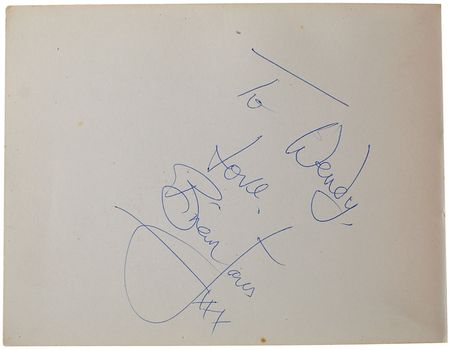 To Wendy,
Love.
Brian Jones
xxx